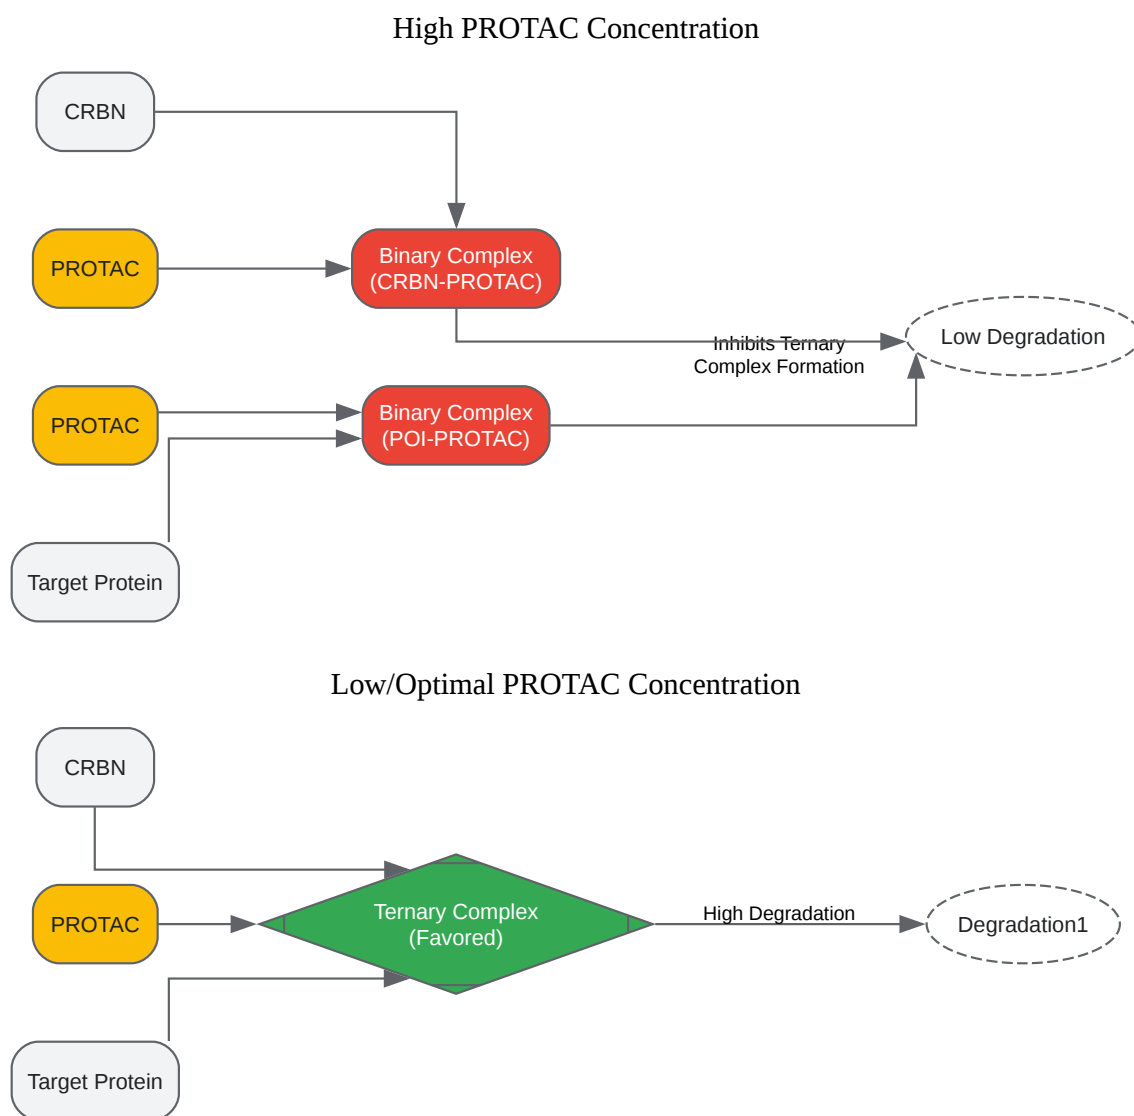 High PROTAC Concentration
CRBN
PROTAC
Binary Complex
(CRBN-PROTAC)
Inhibits Ternary
Complex Formation
Low Degradation
PROTAC
Binary Complex
(POI-PROTAC)
Target Protein
Low/Optimal PROTAC Concentration
CRBN
PROTAC
Ternary Complex
(Favored)
High Degradation
Degradation1
Target Protein